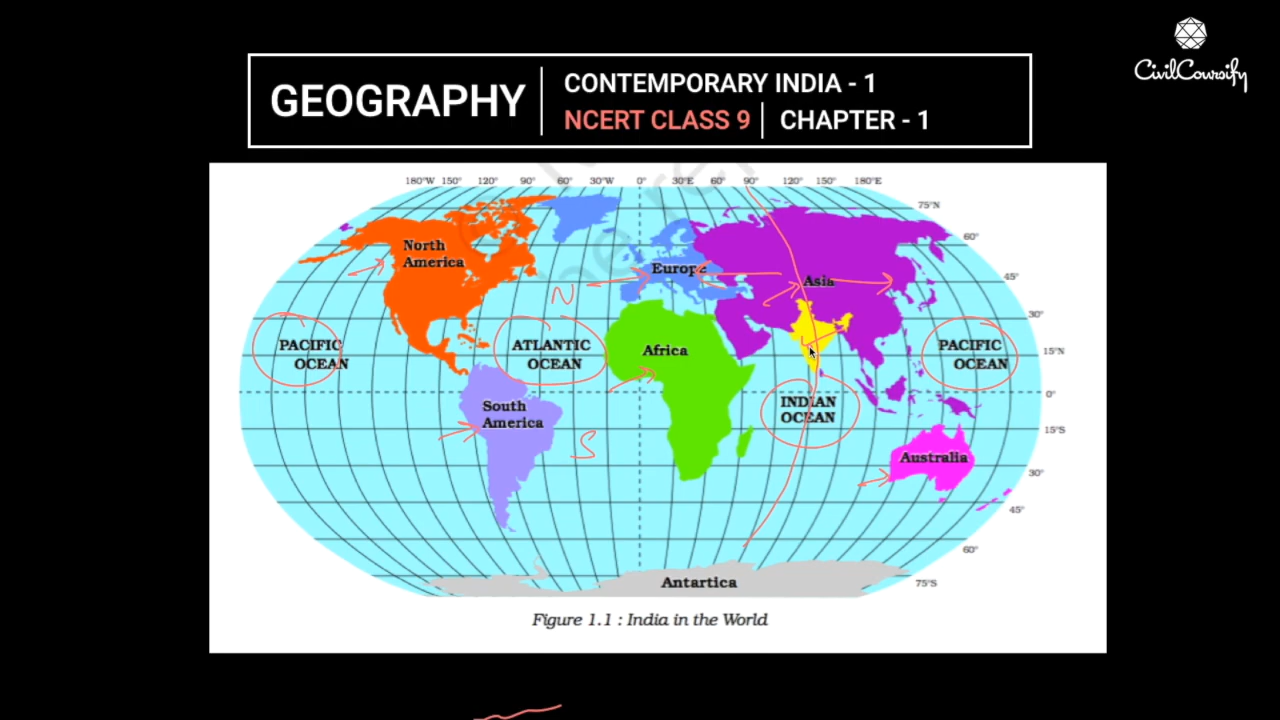 CivilCoursify
GEOGRAPHY
CONTEMPORARY INDIA - 1
NCERT CLASS 9
CHAPTER - 1
180°W 150° 120° 90° 60° 30°W 0° 30°E 60° 90° 120° 150° 180°E
75°N
60°
45°
30°
15°N
0°
15°S
30°
45°
60°
75°S
North
America
Europe
Asia
N
PACIFIC
OCEAN
ATLANTIC
OCEAN
Africa
PACIFIC
OCEAN
INDIAN
OCEAN
South
America
S
Australia
Antartica
Figure 1.1 : India in the World